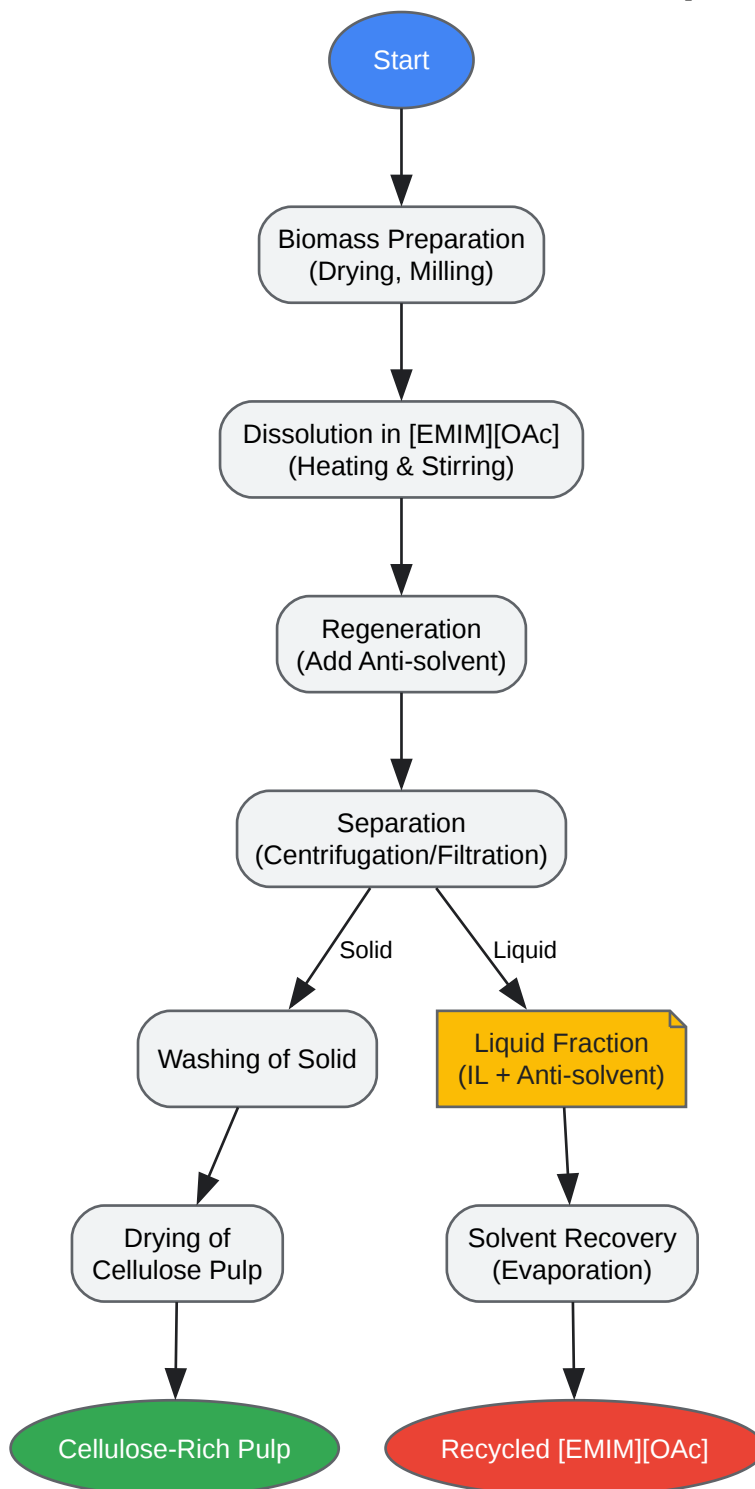 Start
Biomass Preparation
(Drying, Milling)
Dissolution in [EMIM][OAc]
(Heating & Stirring)
Regeneration
(Add Anti-solvent)
Separation
(Centrifugation/Filtration)
Solid
Liquid
Washing of Solid
Liquid Fraction
(IL + Anti-solvent)
Drying of
Cellulose Pulp
Solvent Recovery
(Evaporation)
Cellulose-Rich Pulp
Recycled [EMIM][OAc]